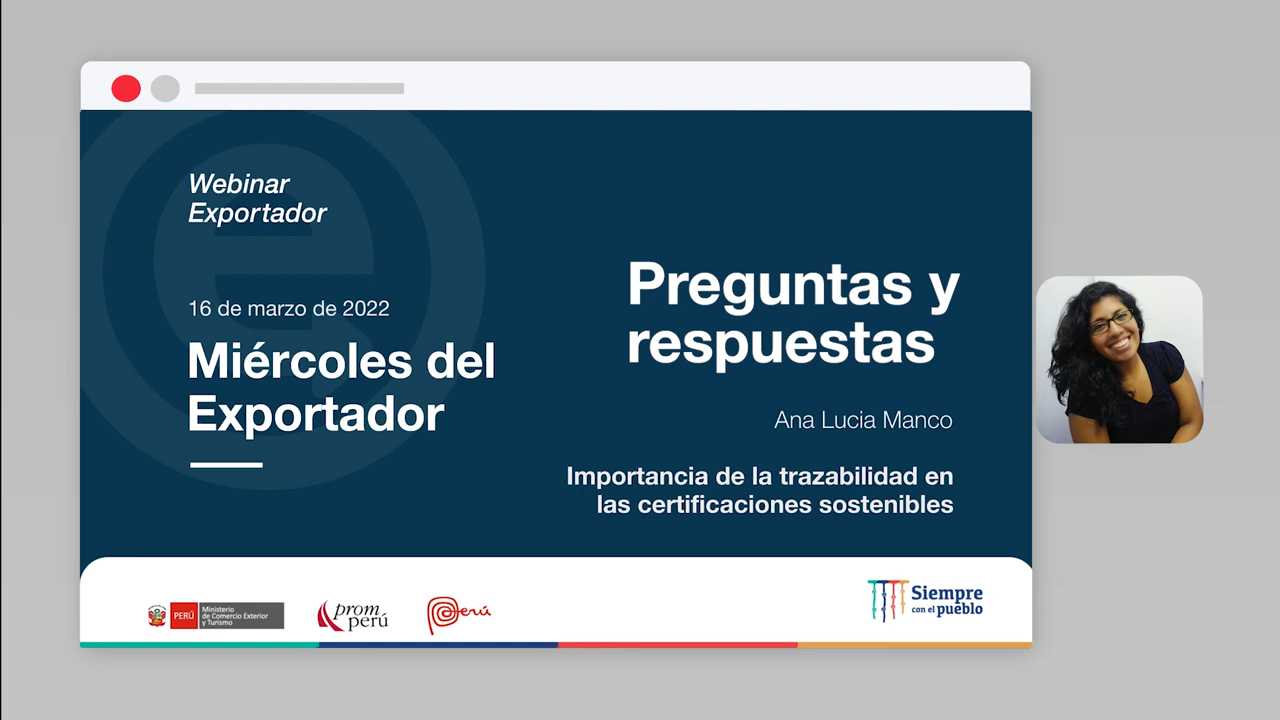 Webinar
Exportador
16 de marzo de 2022
Miércoles del
Exportador
Preguntas y
respuestas
Ana Lucia Manco
Importancia de la trazabilidad en
las certificaciones sostenibles
PERÚ
Ministerio
de Comercio Exterior
y Turismo
prom
perú
Perú
Siempre
con el pueblo